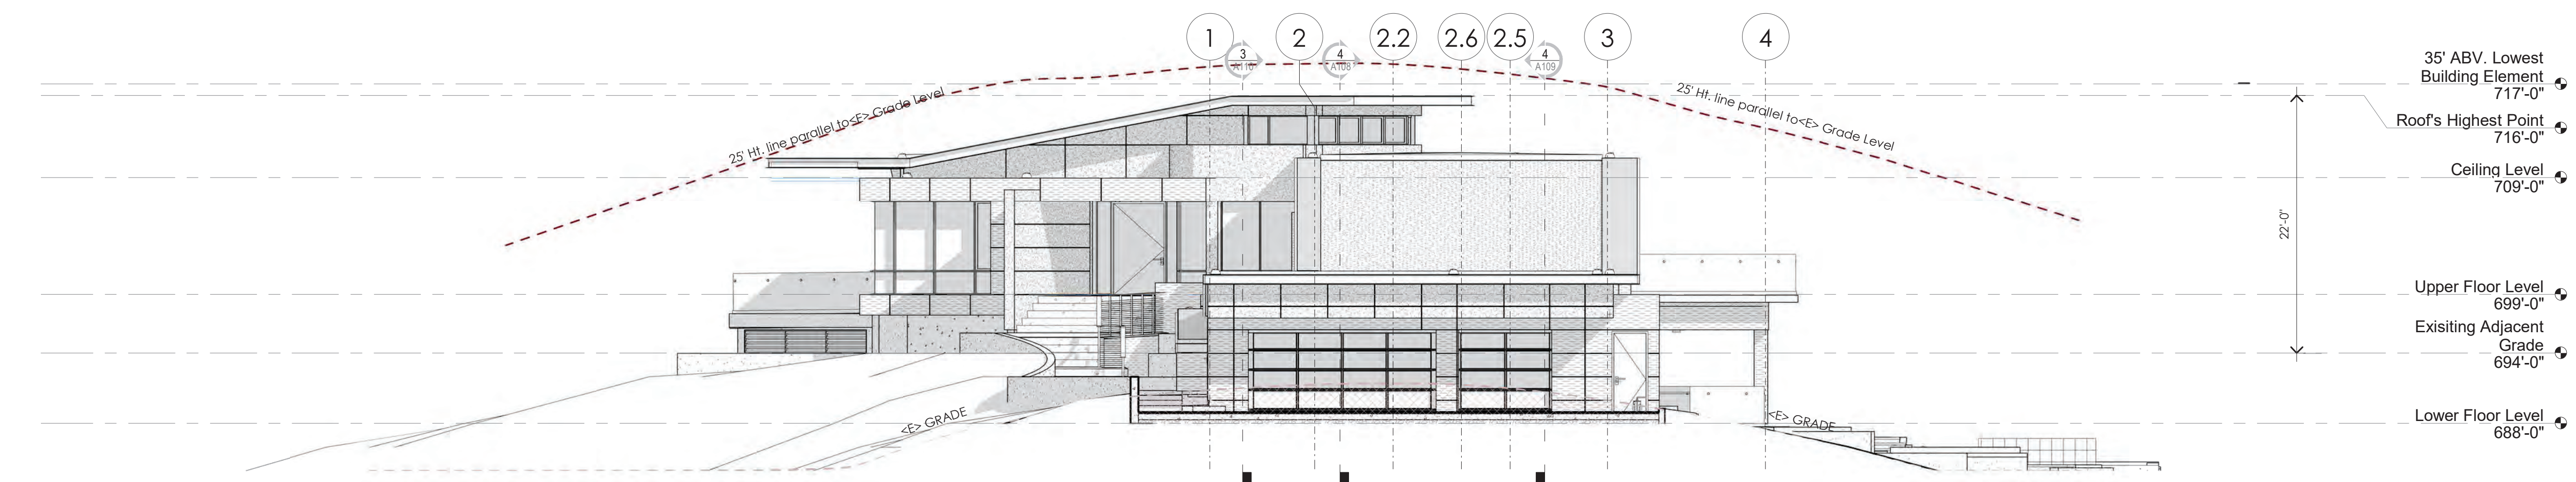 1
2
2.2
2.6
2.5
3
4
3
A110
4
A108
4
A109
35' ABV. Lowest
Building Element
717'-0"
Roof's Highest Point
716'-0"
Ceiling Level
709'-0"
Upper Floor Level
699'-0"
Exisiting Adjacent
Grade
694'-0"
Lower Floor Level
688'-0"
22'-0"
25' Ht. line parallel to<E> Grade Level
25' Ht. line parallel to<E> Grade Level
<E> GRADE
<E> GRADE